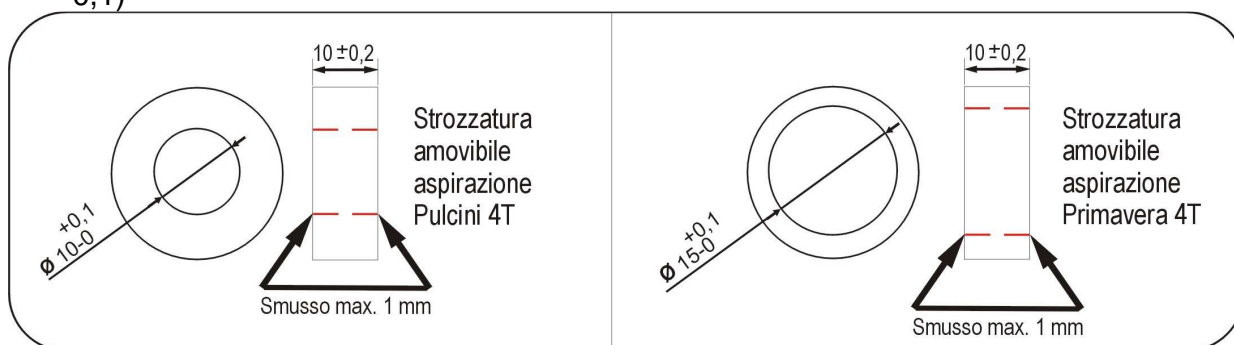 10 ±0,2
Strozzatura
amovibile
aspirazione
Pulcini 4T
+0,1
Ø 10-0
Smusso max. 1 mm
10 ±0,2
Strozzatura
amovibile
aspirazione
Primavera 4T
+0,1
Ø 15-0
Smusso max. 1 mm